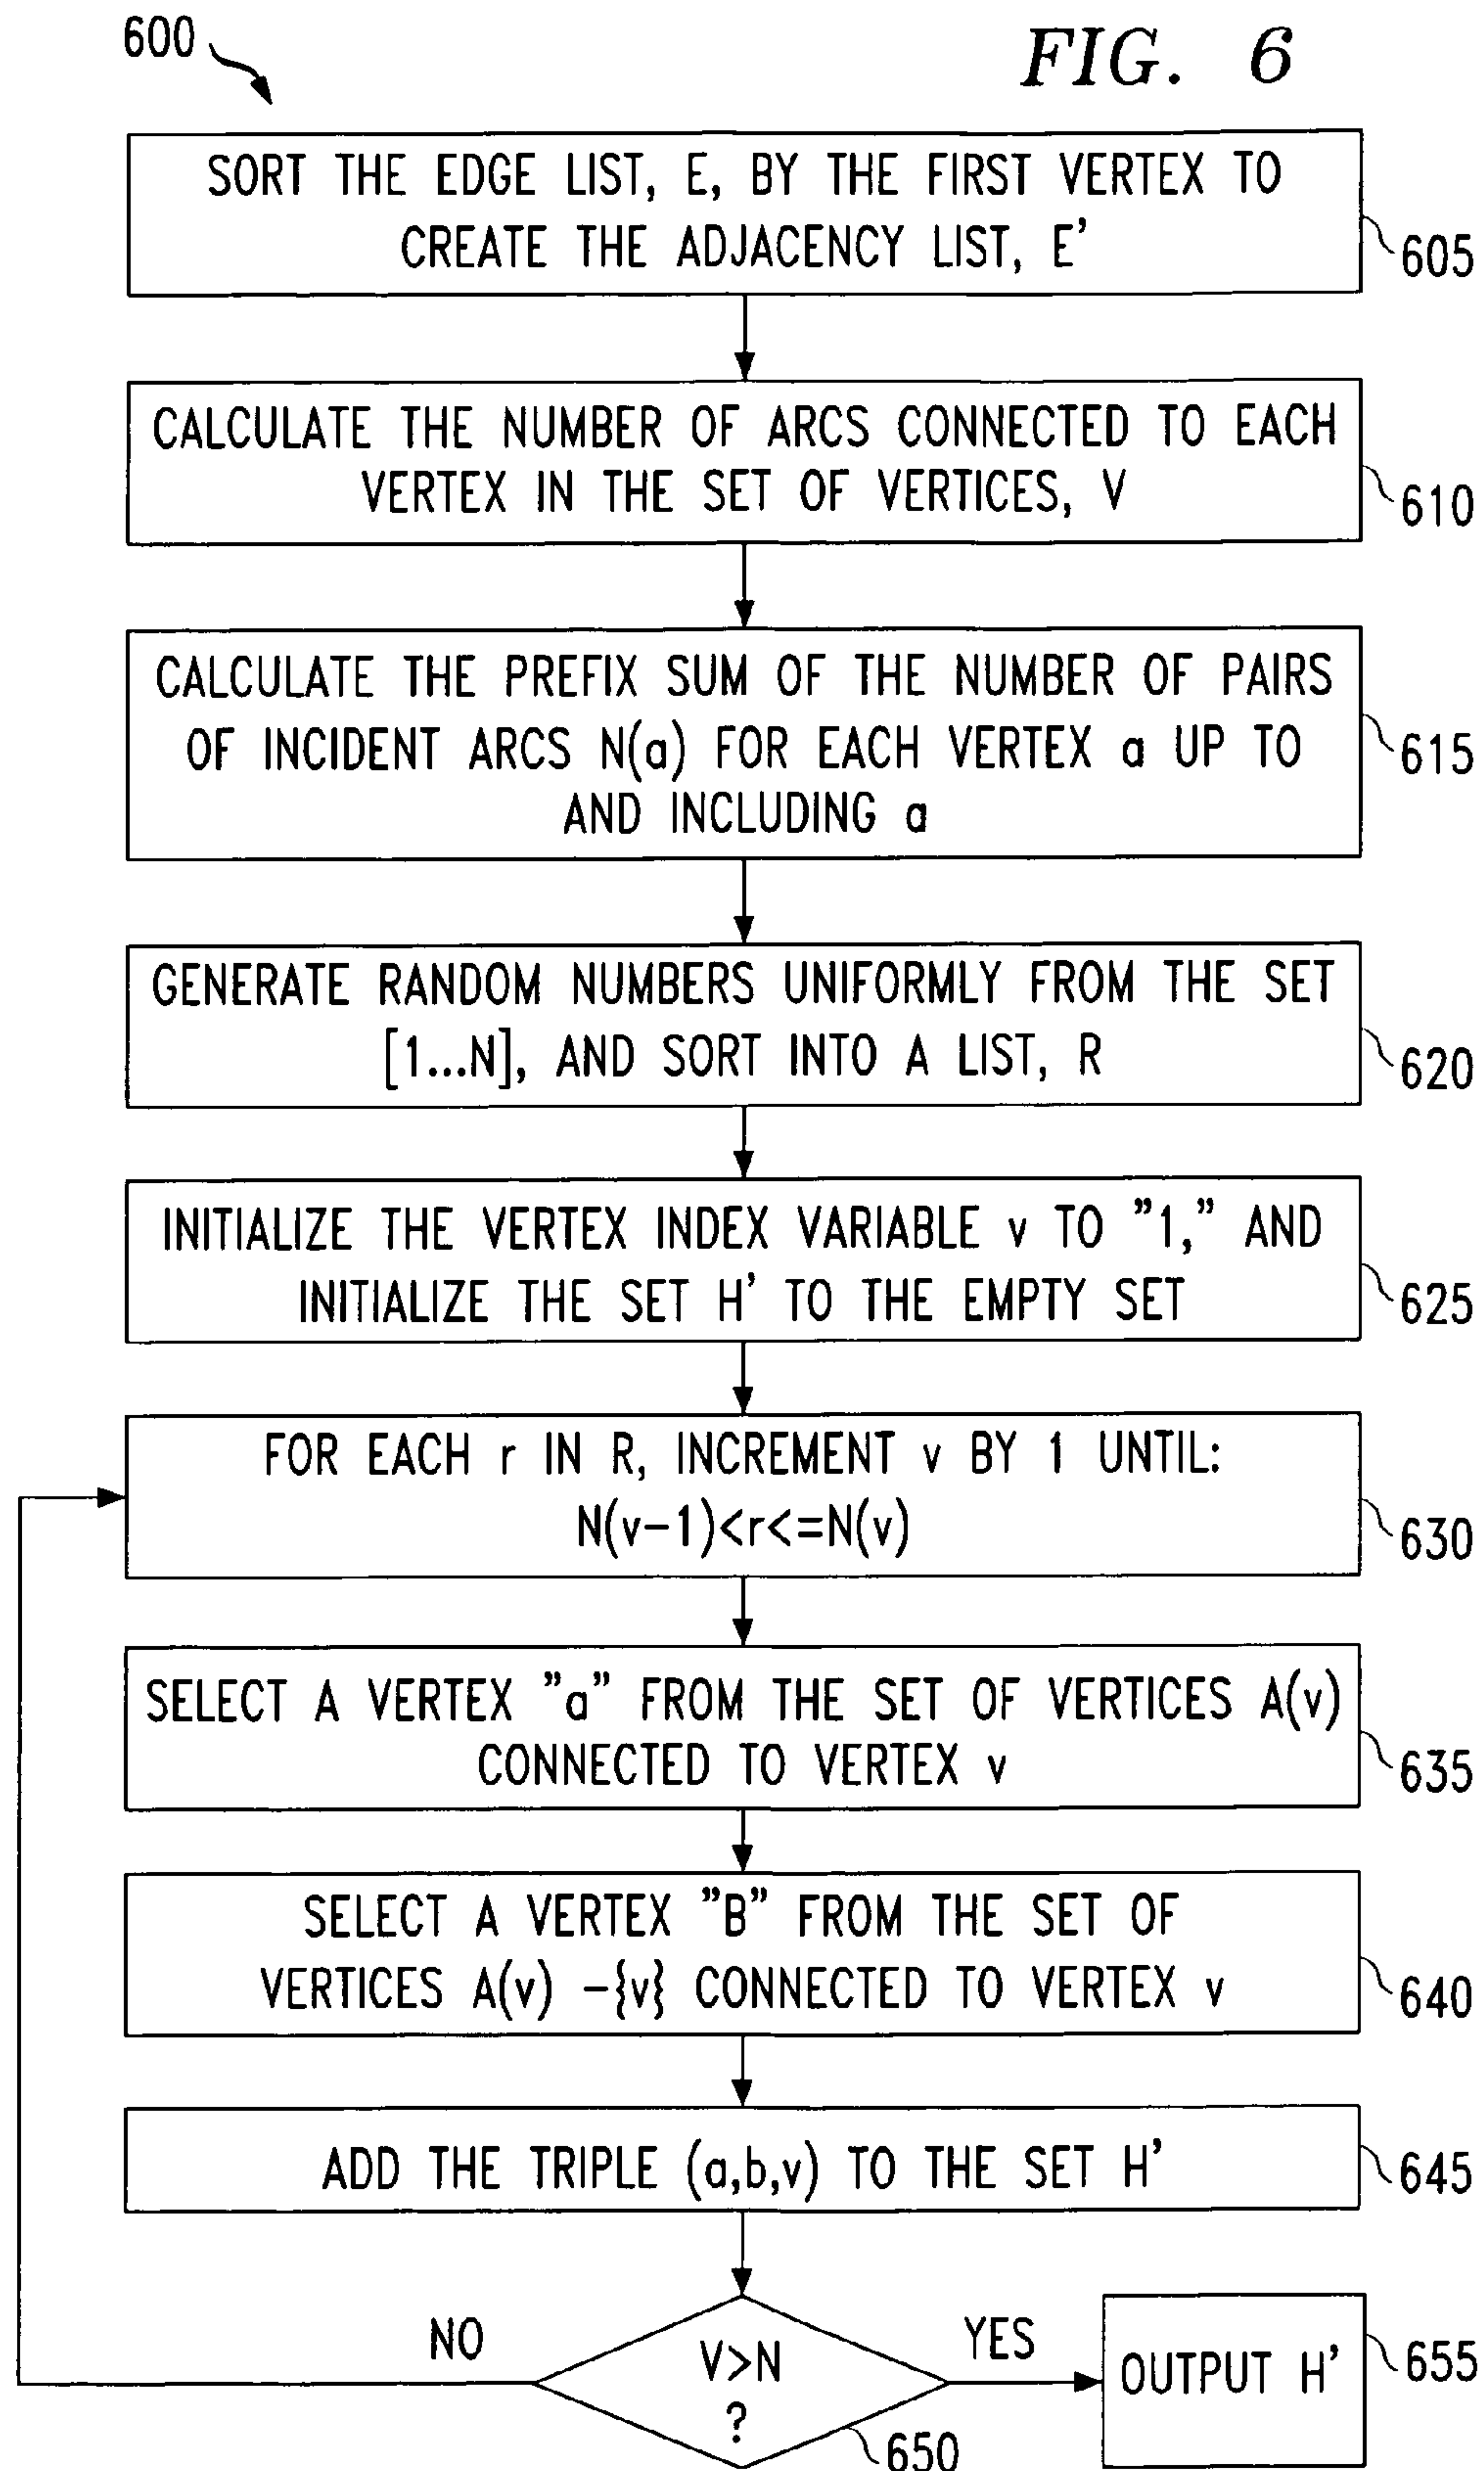 600
FIG. 6
SORT THE EDGE LIST, E, BY THE FIRST VERTEX TO
CREATE THE ADJACENCY LIST, E'
605
CALCULATE THE NUMBER OF ARCS CONNECTED TO EACH
VERTEX IN THE SET OF VERTICES, V
610
CALCULATE THE PREFIX SUM OF THE NUMBER OF PAIRS
OF INCIDENT ARCS N(a) FOR EACH VERTEX a UP TO
AND INCLUDING a
615
GENERATE RANDOM NUMBERS UNIFORMLY FROM THE SET
[1...N], AND SORT INTO A LIST, R
620
INITIALIZE THE VERTEX INDEX VARIABLE v TO "1," AND
INITIALIZE THE SET H' TO THE EMPTY SET
625
FOR EACH r IN R, INCREMENT v BY 1 UNTIL:
N(v-1)<r<=N(v)
630
SELECT A VERTEX "a" FROM THE SET OF VERTICES A(v)
CONNECTED TO VERTEX v
635
SELECT A VERTEX "B" FROM THE SET OF
VERTICES A(v) -{v} CONNECTED TO VERTEX v
640
ADD THE TRIPLE (a,b,v) TO THE SET H'
645
NO
V>N
?
YES
650
OUTPUT H'
655